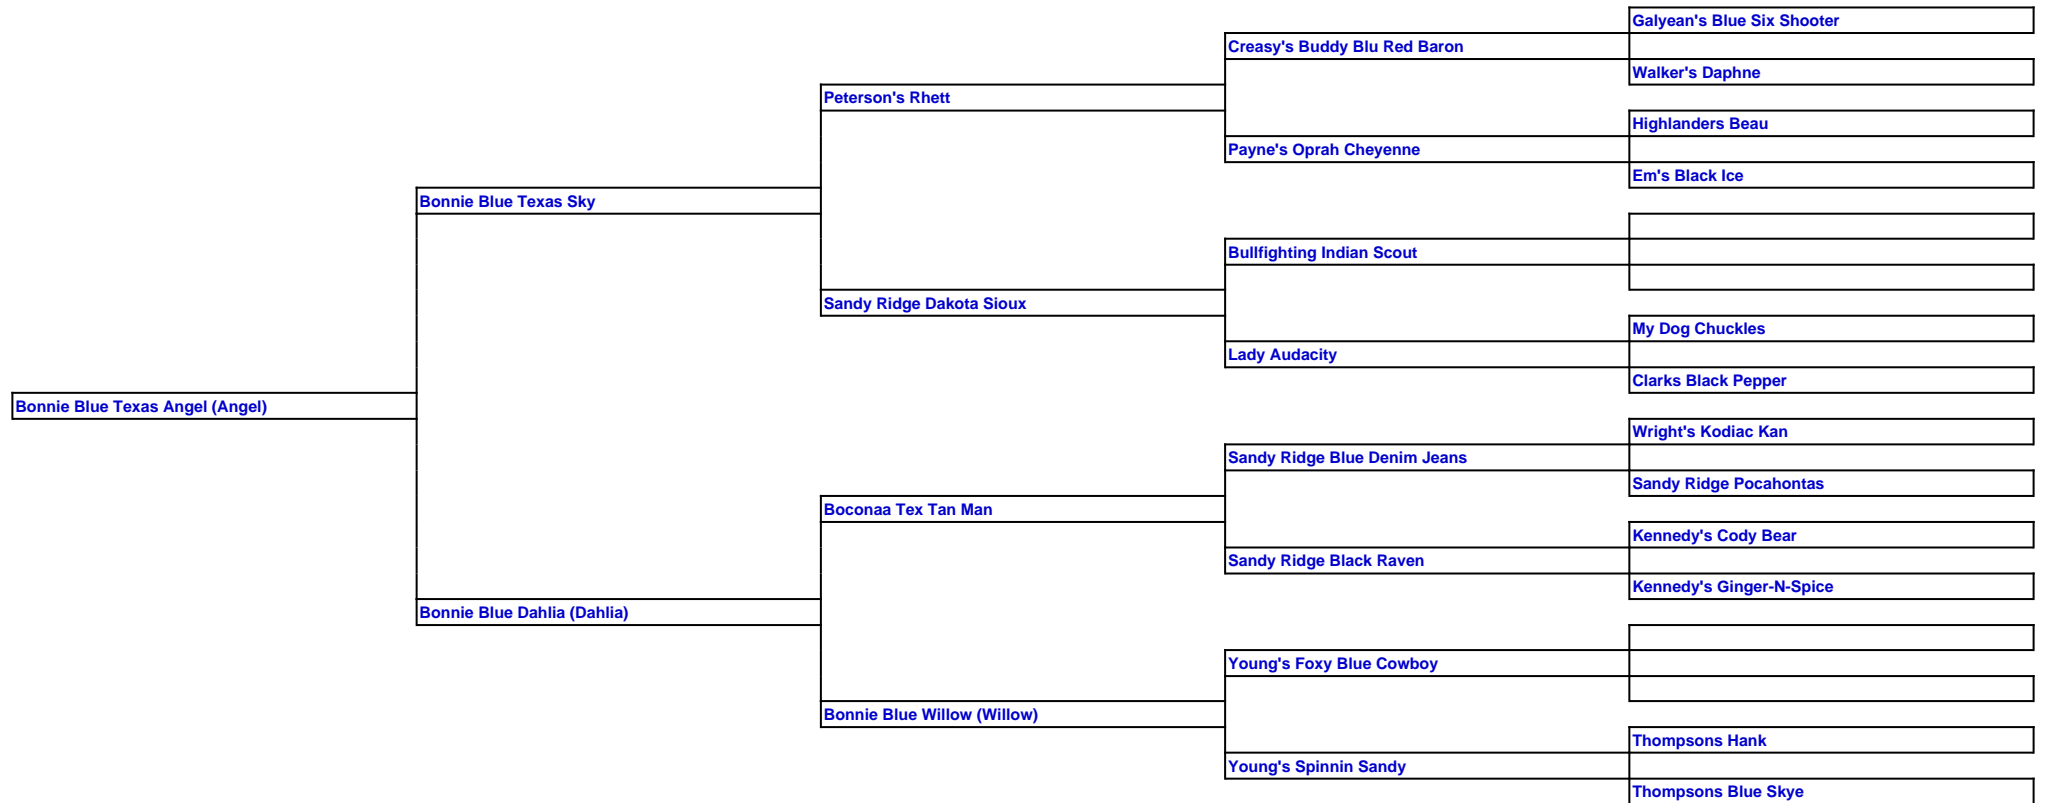 Galyean's Blue Six Shooter
Creasy's Buddy Blu Red Baron
Walker's Daphne
Peterson's Rhett
Highlanders Beau
Payne's Oprah Cheyenne
Em's Black Ice
Bonnie Blue Texas Sky
Bullfighting Indian Scout
Sandy Ridge Dakota Sioux
My Dog Chuckles
Lady Audacity
Clarks Black Pepper
Bonnie Blue Texas Angel (Angel)
Wright's Kodiac Kan
Sandy Ridge Blue Denim Jeans
Sandy Ridge Pocahontas
Boconaa Tex Tan Man
Kennedy's Cody Bear
Sandy Ridge Black Raven
Kennedy's Ginger-N-Spice
Bonnie Blue Dahlia (Dahlia)
Young's Foxy Blue Cowboy
Bonnie Blue Willow (Willow)
Thompsons Hank
Young's Spinnin Sandy
Thompsons Blue Skye